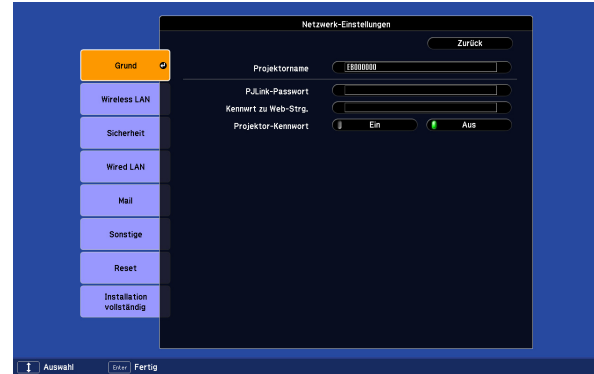 Netzwerk-Einstellungen
Zurück
Grund
Projektorname EB000000
PJLink-Passwort
Wireless LAN
Kennwrt zu Web-Strg.
Projektor-Kennwort Ein Aus
Sicherheit
Wired LAN
Mail
Sonstige
Reset
Installation
vollständig
Auswahl Enter Fertig